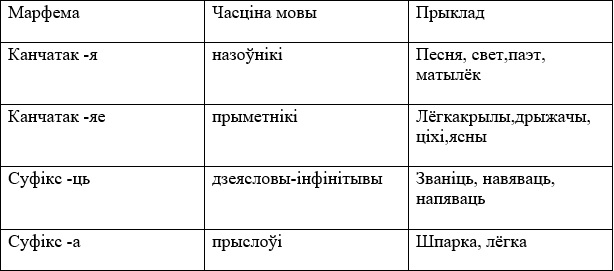 Марфема Часціна мовы Прыклад
Канчатак -я назоўнікі Песня, свет,паэт,
матылёк
Канчатак -яе прыметнікі Лёгкакрылы,дрыжачы,
ціхі,ясны
Суфікс -ць дзеясловы-інфінітывы Званіць, навяваць,
напяваць
Суфікс -а прыслоўі Шпарка, лёгка